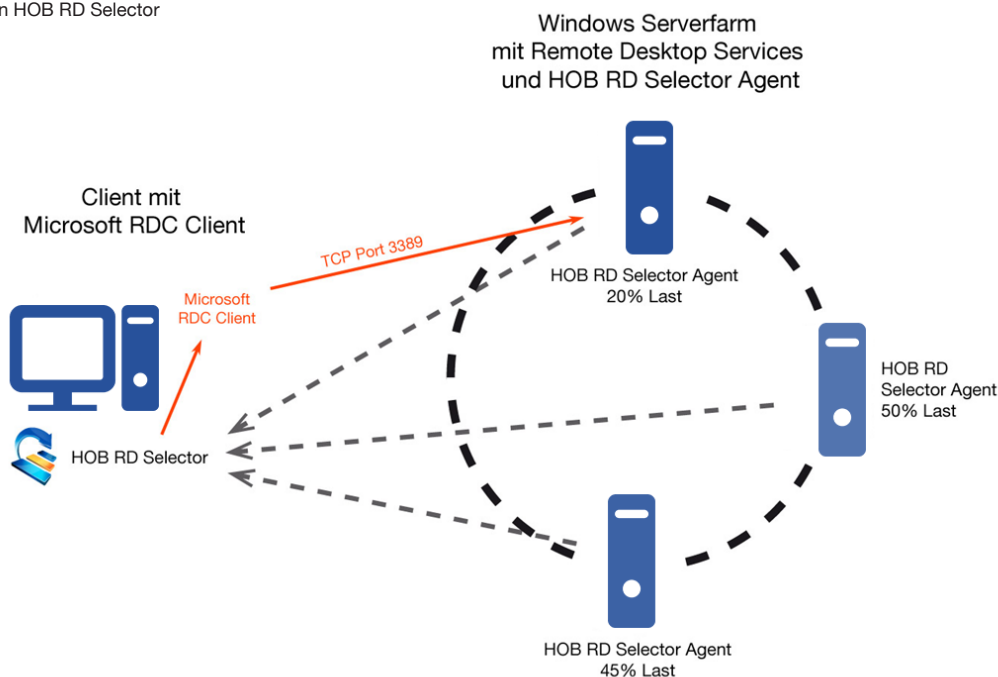 n HOB RD Selector
Windows Serverfarm
mit Remote Desktop Services
und HOB RD Selector Agent
Client mit
Microsoft RDC Client
TCP Port 3389
Microsoft
RDC Client
HOB RD Selector
HOB RD Selector Agent
20% Last
HOB RD
Selector Agent
50% Last
HOB RD Selector Agent
45% Last